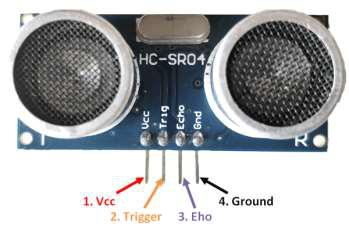 HC-SR04
Vcc
Trig
Echo
Gnd
T
R
1. Vcc
4. Ground
2. Trigger
3. Eho